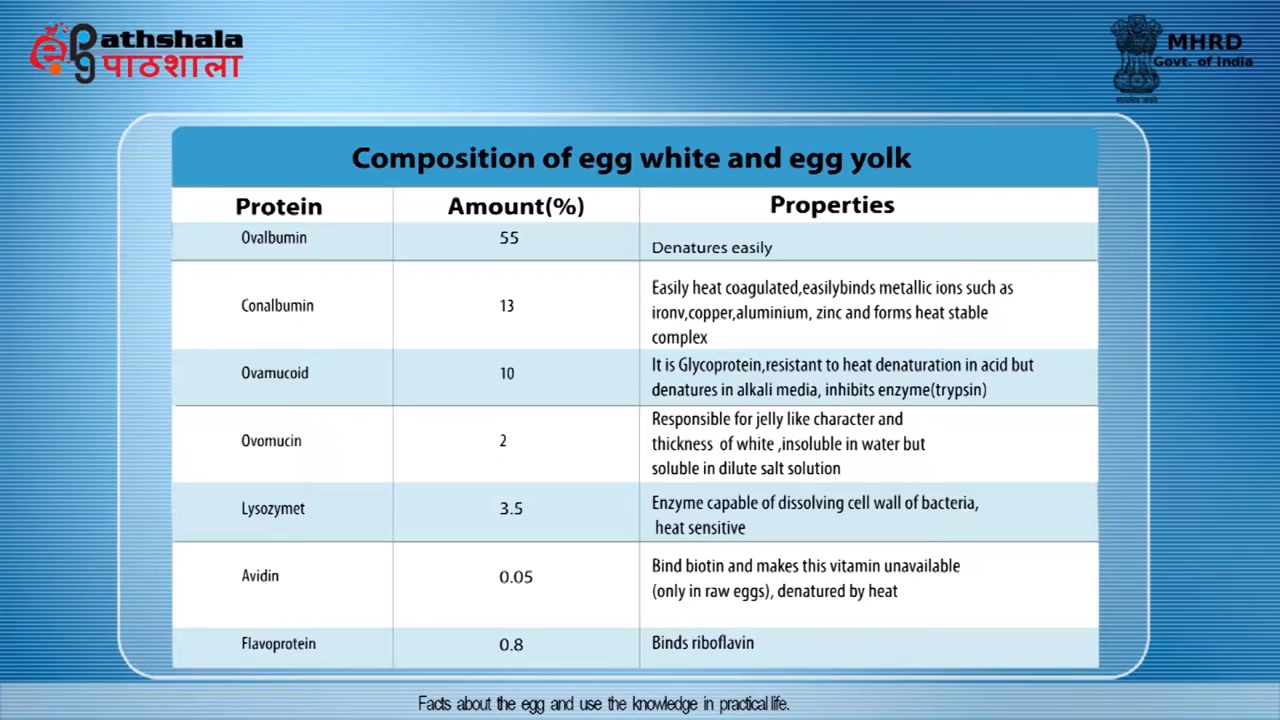 ePathshala
pg पाठशाला
MHRD
Govt. of India
Composition of egg white and egg yolk
Protein Amount(%) Properties
Ovalbumin 55 Denatures easily
Conalbumin 13 Easily heat coagulated,easilybinds metallic ions such as
ironv,copper,aluminium, zinc and forms heat stable
complex
Ovamucoid 10 It is Glycoprotein,resistant to heat denaturation in acid but
denatures in alkali media, inhibits enzyme(trypsin)
Ovomucin 2 Responsible for jelly like character and
thickness of white ,insoluble in water but
soluble in dilute salt solution
Lysozymet 3.5 Enzyme capable of dissolving cell wall of bacteria,
heat sensitive
Avidin 0.05 Bind biotin and makes this vitamin unavailable
(only in raw eggs), denatured by heat
Flavoprotein 0.8 Binds riboflavin
Facts about the egg and use the knowledge in practical life.